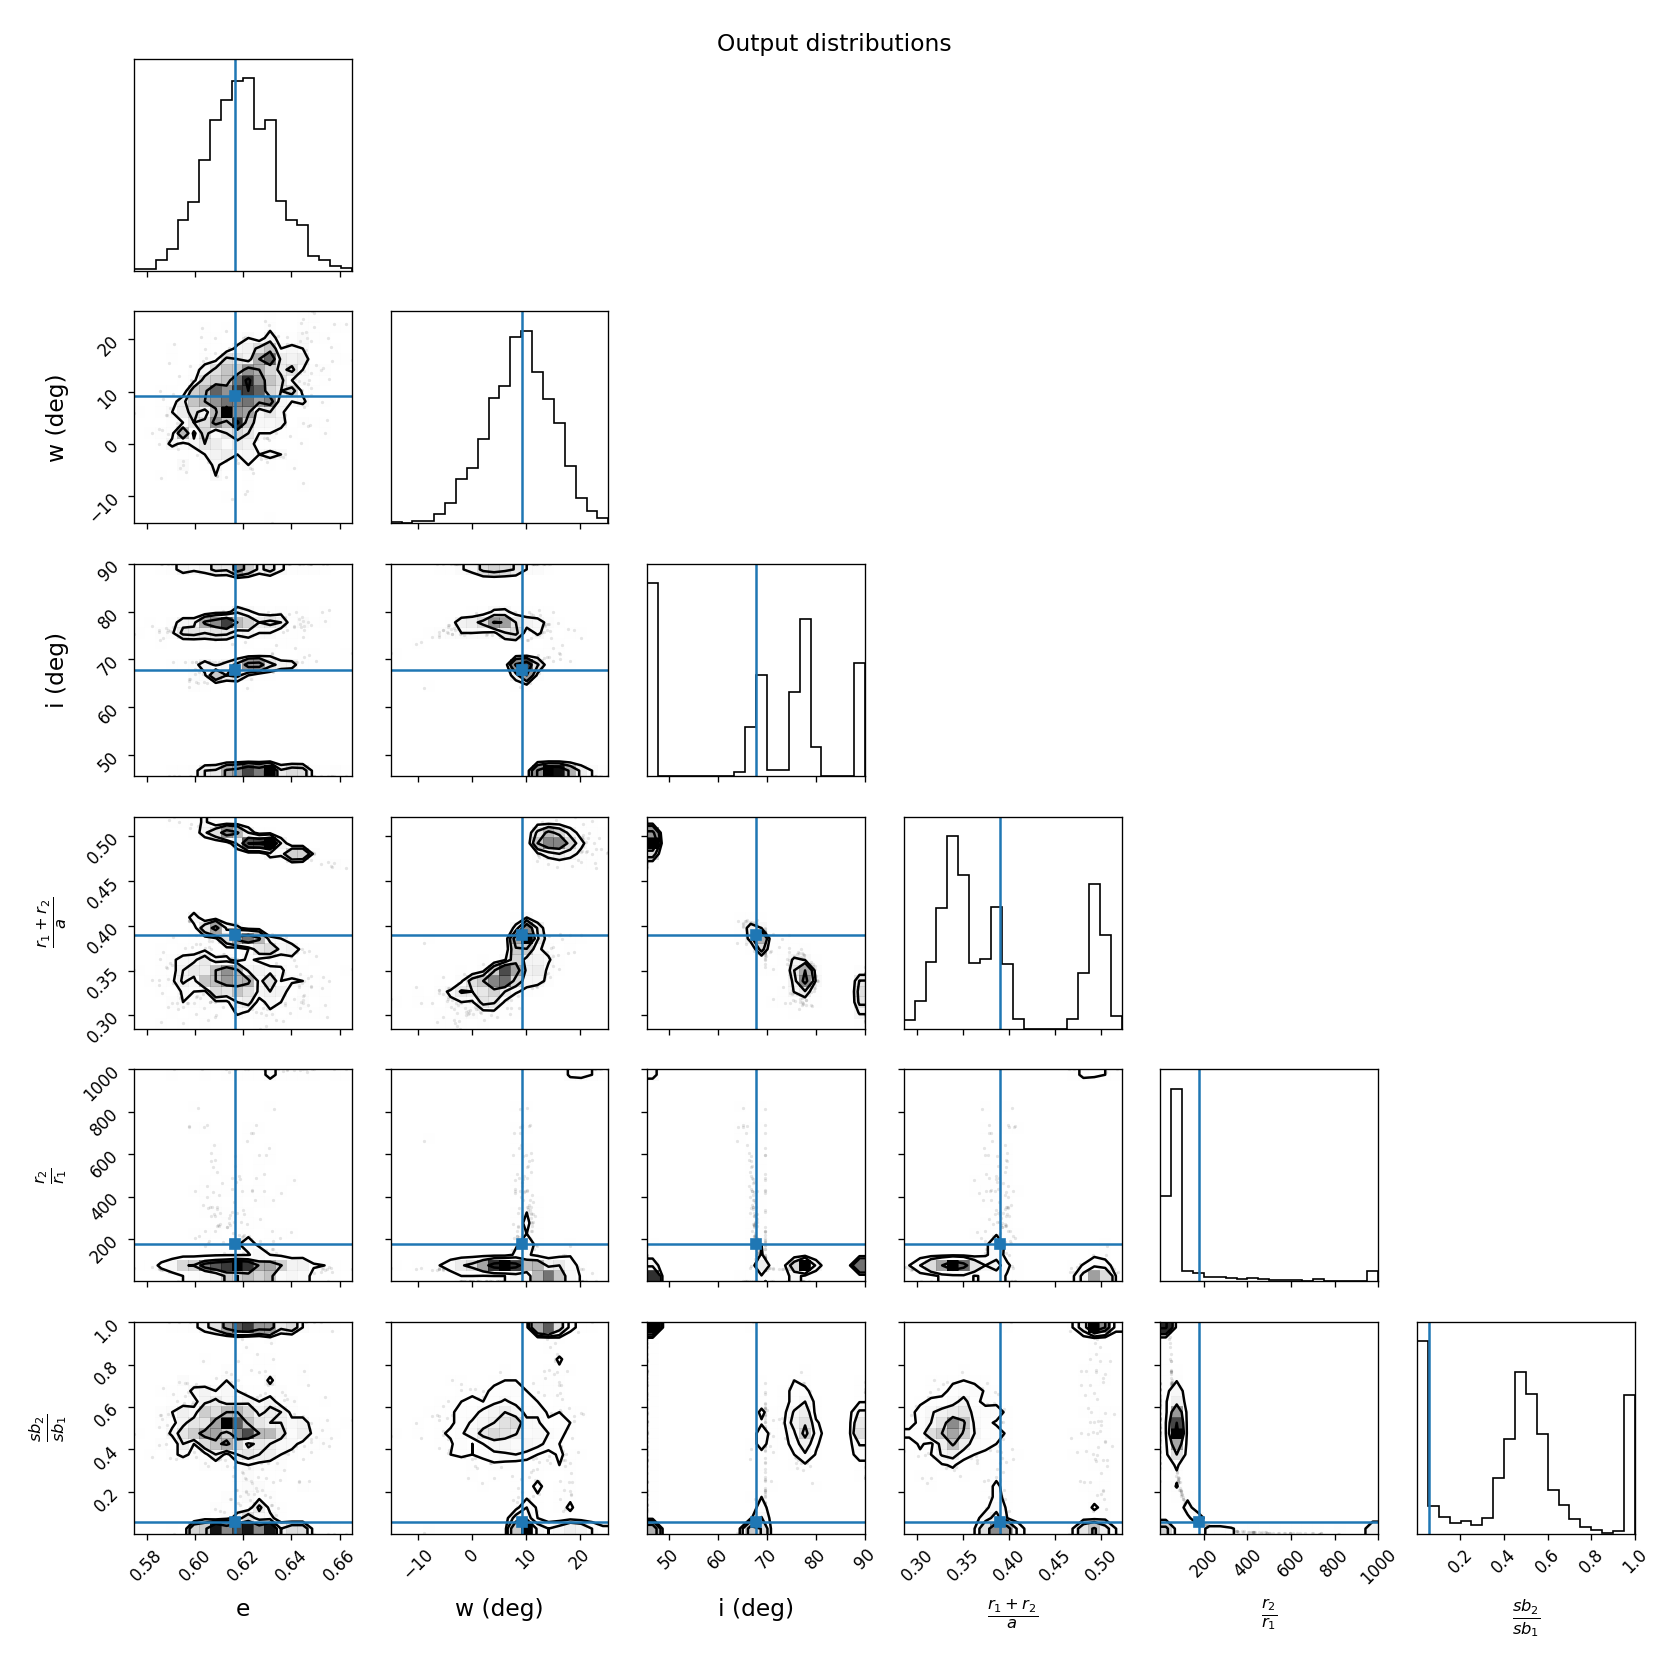 Output distributions
w (deg)
20
10
0
−10
i (deg)
90
80
70
60
50
r₁ + r₂
a
0.50
0.45
0.40
0.35
0.30
r₂
r₁
1000
800
600
400
200
sb₂
sb₁
1.0
0.8
0.6
0.4
0.2
0.58 0.60 0.62 0.64 0.66 −10 0 10 20 50 60 70 80 90 0.30 0.35 0.40 0.45 0.50 200 400 600 800 1000 0.2 0.4 0.6 0.8 1.0
e w (deg) i (deg)
r₁ + r₂
a
r₂
r₁
sb₂
sb₁